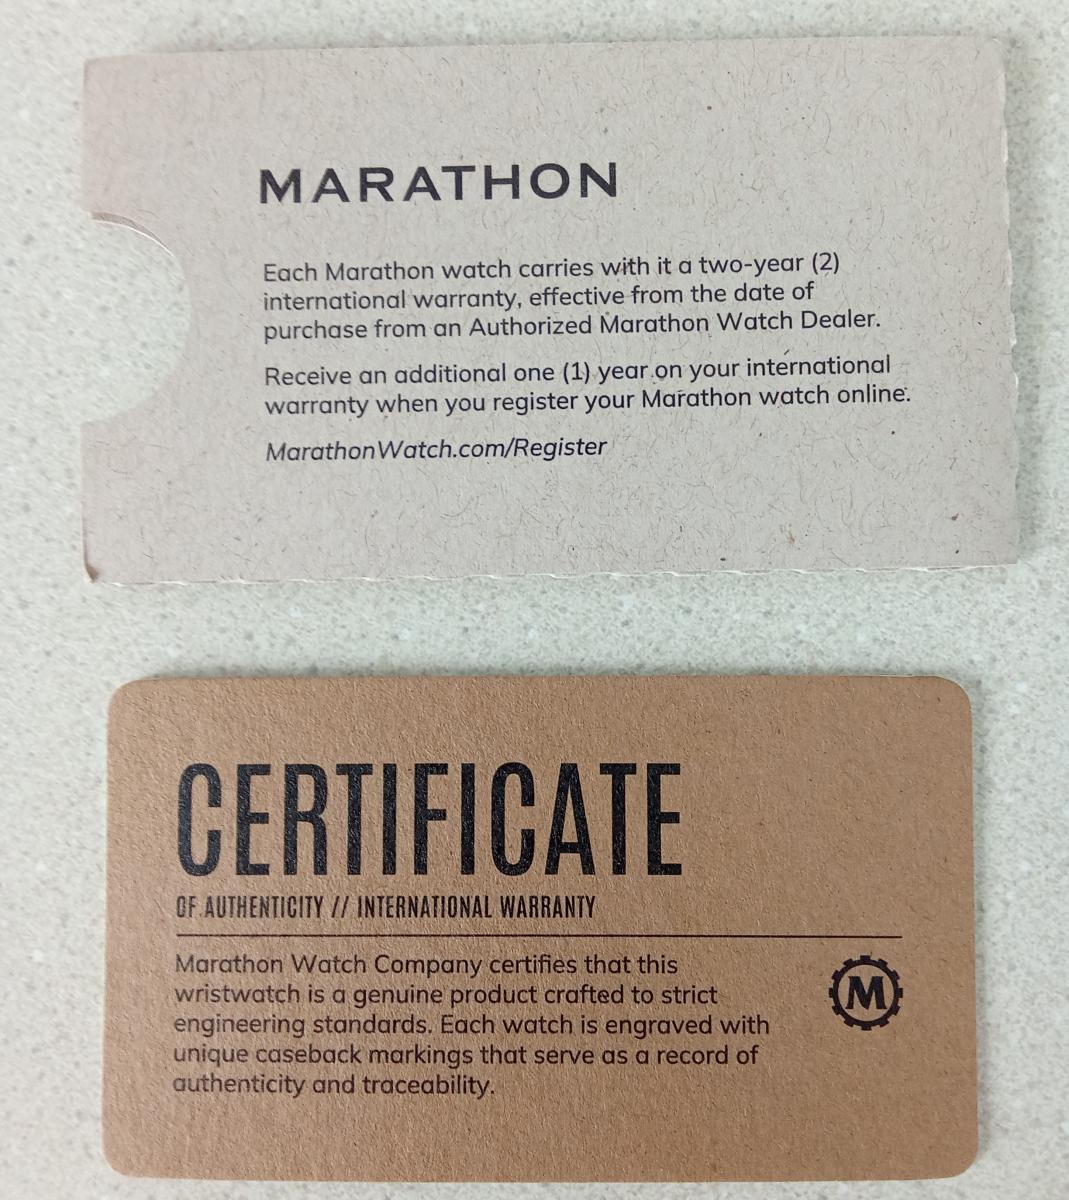 MARATHON
Each Marathon watch carries with it a two-year (2)
international warranty, effective from the date of
purchase from an Authorized Marathon Watch Dealer.
Receive an additional one (1) year on your international
warranty when you register your Marathon watch online.
MarathonWatch.com/Register
CERTIFICATE
OF AUTHENTICITY // INTERNATIONAL WARRANTY
Marathon Watch Company certifies that this
wristwatch is a genuine product crafted to strict
engineering standards. Each watch is engraved with
unique caseback markings that serve as a record of
authenticity and traceability.
M